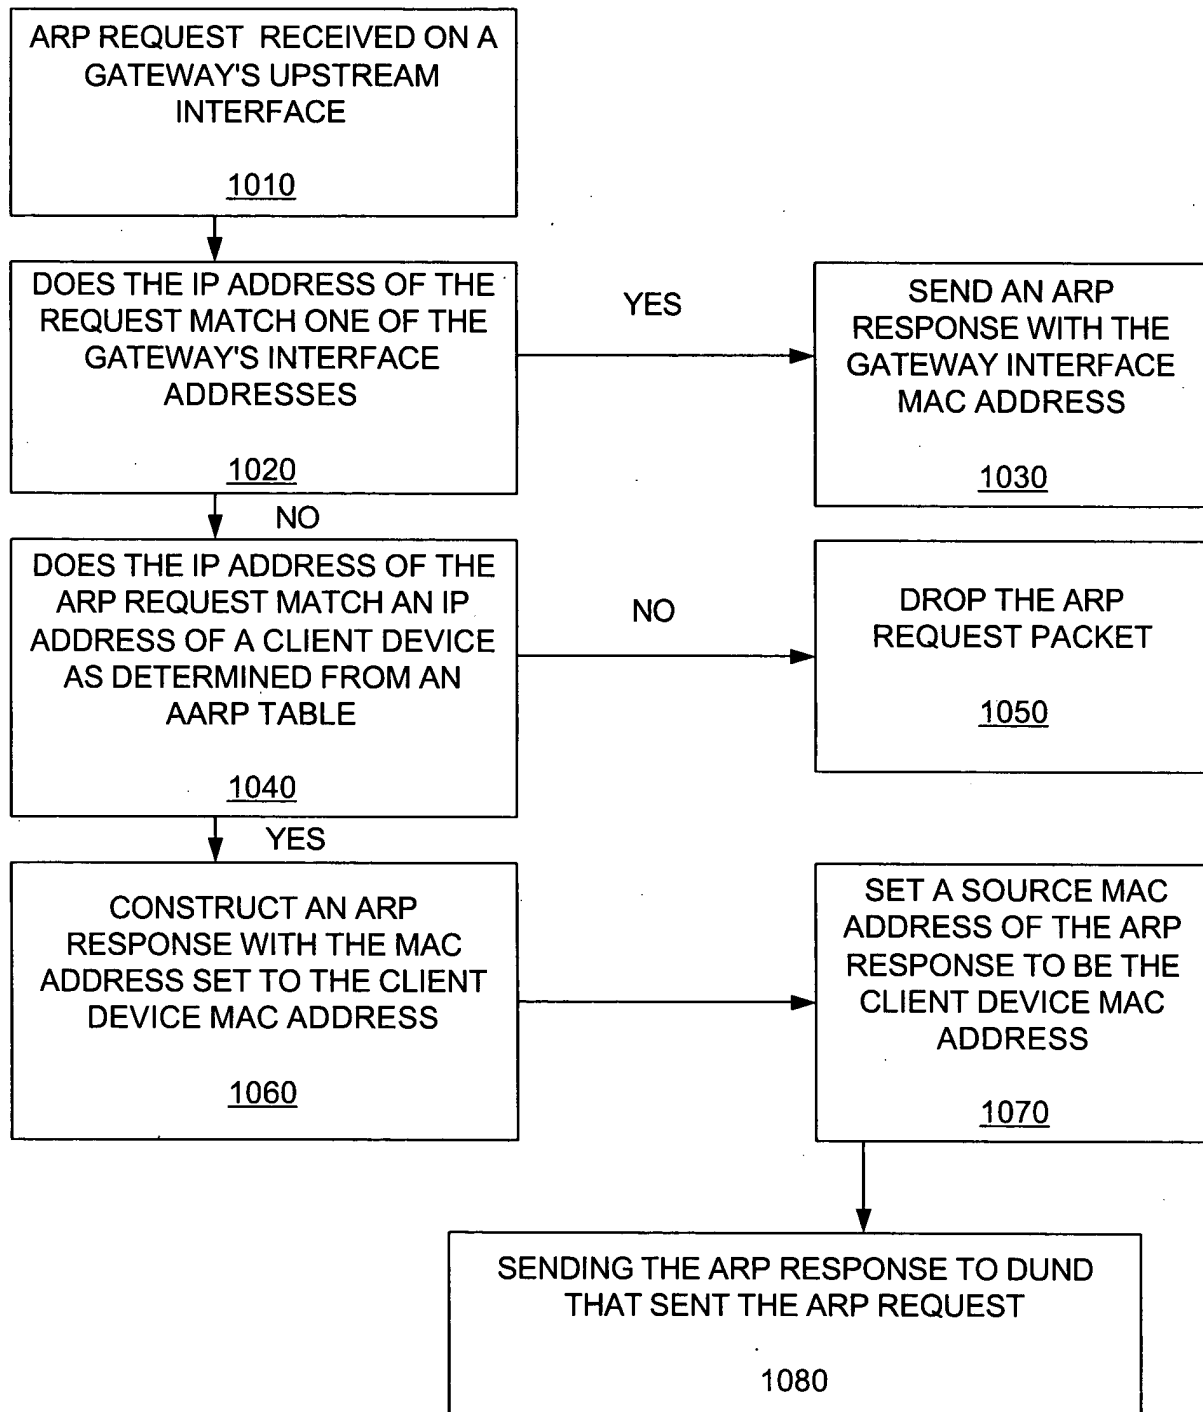 ARP REQUEST RECEIVED ON A
GATEWAY'S UPSTREAM
INTERFACE
1010
DOES THE IP ADDRESS OF THE
REQUEST MATCH ONE OF THE
GATEWAY'S INTERFACE
ADDRESSES
1020
YES
SEND AN ARP
RESPONSE WITH THE
GATEWAY INTERFACE
MAC ADDRESS
1030
NO
DOES THE IP ADDRESS OF THE
ARP REQUEST MATCH AN IP
ADDRESS OF A CLIENT DEVICE
AS DETERMINED FROM AN
AARP TABLE
1040
NO
DROP THE ARP
REQUEST PACKET
1050
YES
CONSTRUCT AN ARP
RESPONSE WITH THE MAC
ADDRESS SET TO THE CLIENT
DEVICE MAC ADDRESS
1060
SET A SOURCE MAC
ADDRESS OF THE ARP
RESPONSE TO BE THE
CLIENT DEVICE MAC
ADDRESS
1070
SENDING THE ARP RESPONSE TO DUND
THAT SENT THE ARP REQUEST
1080